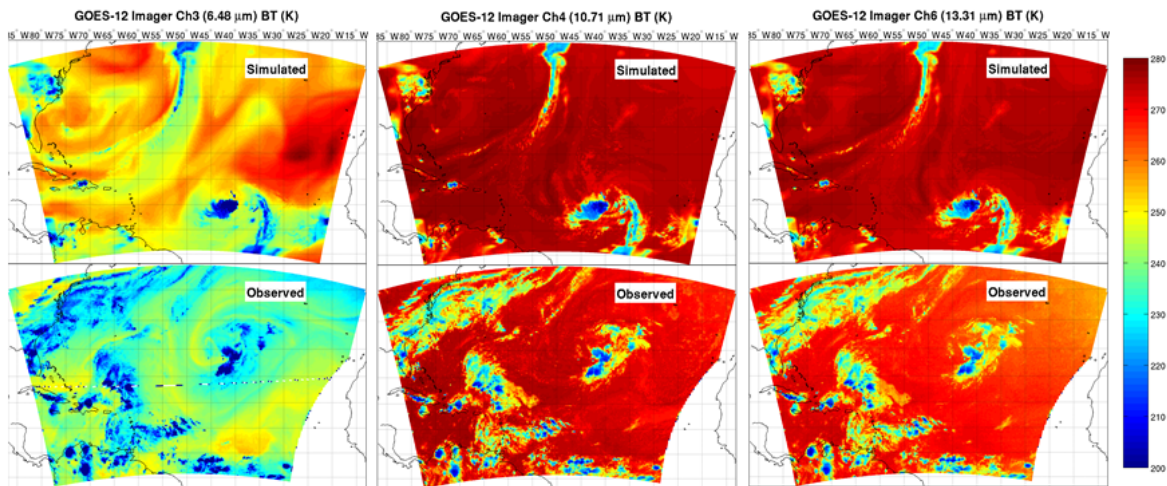 GOES-12 Imager Ch3 (6.48 μm) BT (K)
GOES-12 Imager Ch4 (10.71 μm) BT (K)
GOES-12 Imager Ch6 (13.31 μm) BT (K)
85° W80° W75° W70° W65° W60° W55° W50° W45° W40° W35° W30° W25° W20° W15° W
85° W80° W75° W70° W65° W60° W55° W50° W45° W40° W35° W30° W25° W20° W15° W
85° W80° W75° W70° W65° W60° W55° W50° W45° W40° W35° W30° W25° W20° W15° W
Simulated
Simulated
Simulated
Observed
Observed
Observed
280
270
260
250
240
230
220
210
200